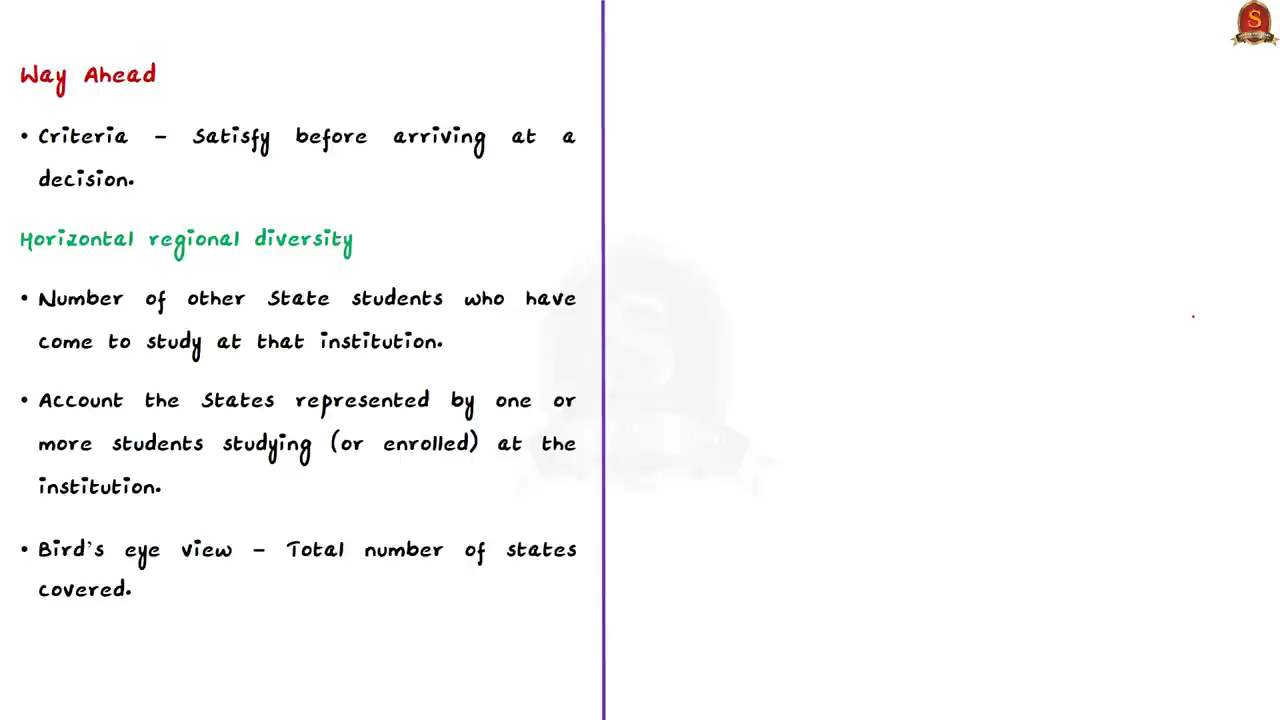 Way Ahead
• Criteria – Satisfy before arriving at a
decision.
Horizontal regional diversity
• Number of other State students who have
come to study at that institution.
• Account the States represented by one or
more students studying (or enrolled) at the
institution.
• Bird's eye view – Total number of states
covered.
S
S